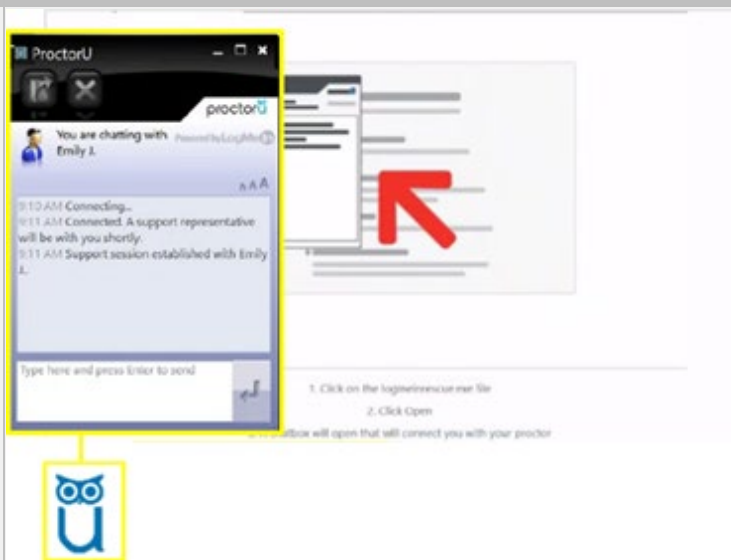 ProctorU
proctoru
You are chatting with
Emily J.
Powered by LogMeIn
A A A
9:10 AM Connecting...
9:11 AM Connected. A support representative
will be with you shortly.
9:11 AM Support session established with Emily
J.
Type here and press Enter to send
1. Click on the logmeinrescue.exe file
2. Click Open
chatbox will open that will connect you with your proctor
u